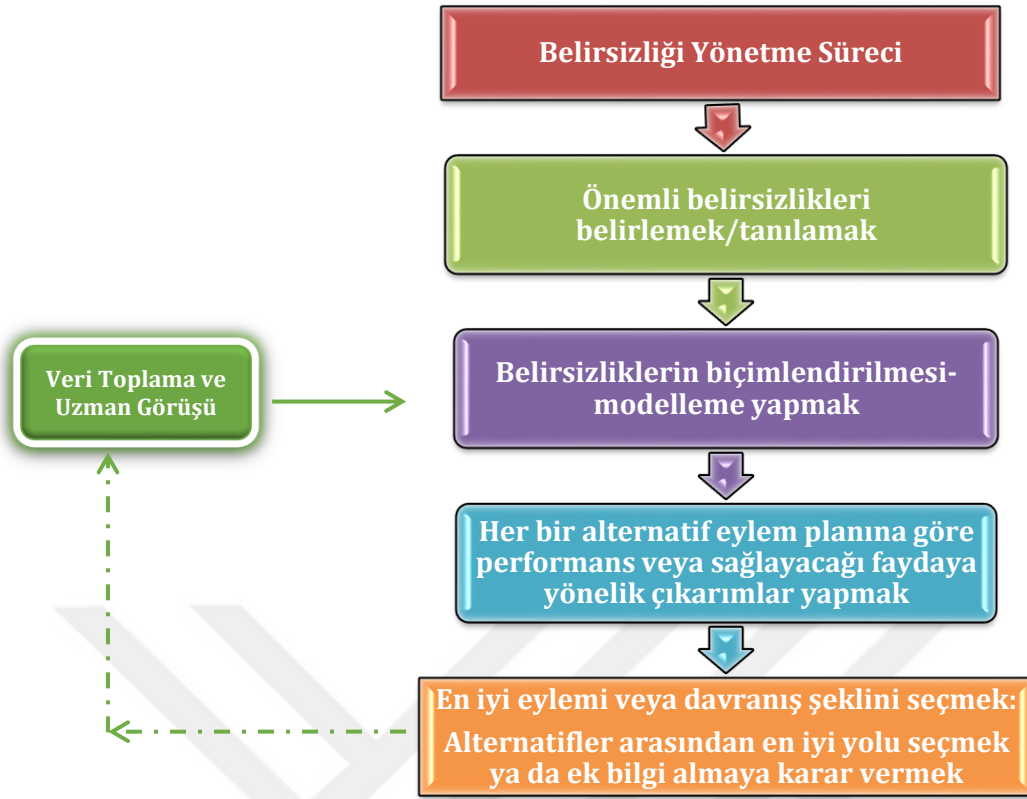 Belirsizliği Yönetme Süreci
Önemli belirsizlikleri
belirlemek/tanılamak
Veri Toplama ve
Uzman Görüşü
Belirsizliklerin biçimlendirilmesi-
modelleme yapmak
Her bir alternatif eylem planına göre
performans veya sağlayacağı faydaya
yönelik çıkarımlar yapmak
En iyi eylemi veya davranış şeklini seçmek:
Alternatifler arasından en iyi yolu seçmek
ya da ek bilgi almaya karar vermek